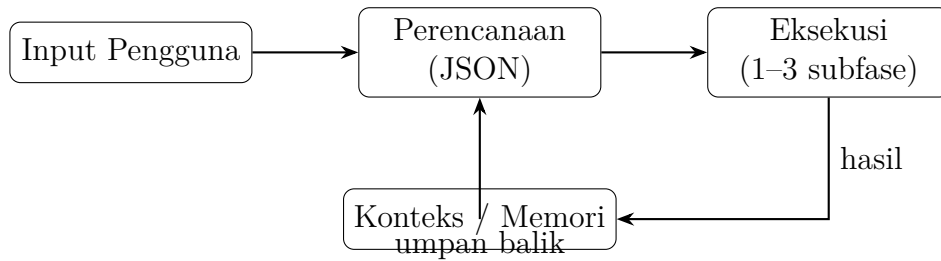 Input Pengguna
Perencanaan
(JSON)
Eksekusi
(1–3 subfase)
hasil
Konteks / Memori
umpan balik